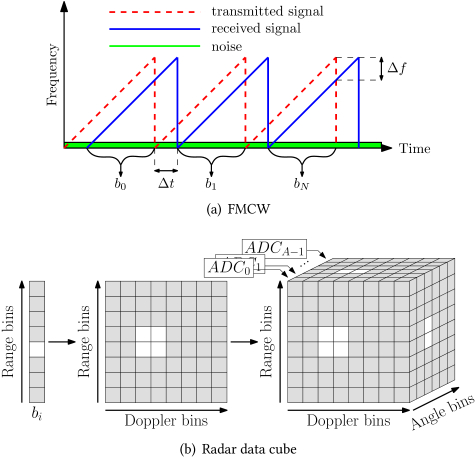 transmitted signal
received signal
noise
Frequency
Δf
Time
b0
Δt
b1
bN
(a) FMCW
ADCA−1
ADC0
1
...
Range bins
Range bins
Range bins
bi
Doppler bins
Doppler bins
Angle bins
(b) Radar data cube